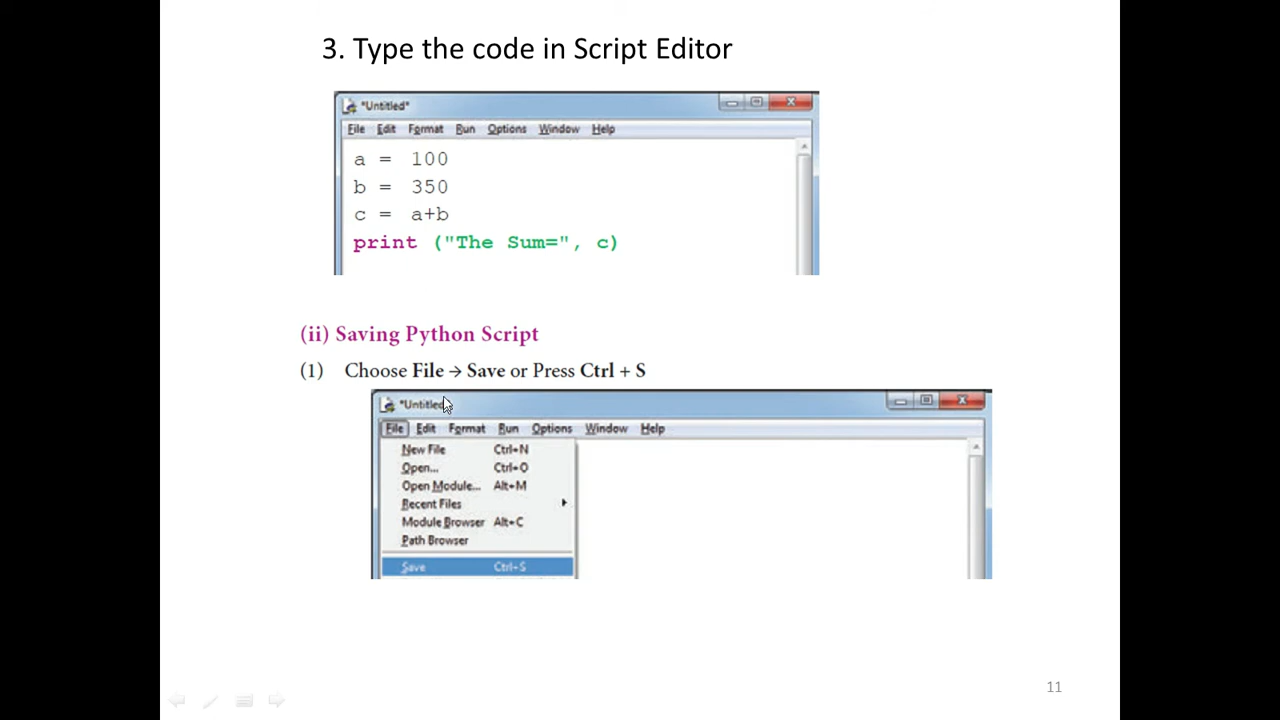 3. Type the code in Script Editor
*Untitled*
File Edit Format Run Options Window Help
a = 100
b = 350
c = a+b
print ("The Sum=", c)
(ii) Saving Python Script
(1) Choose File → Save or Press Ctrl + S
*Untitled
File Edit Format Run Options Window Help
New File Ctrl+N
Open... Ctrl+O
Open Module... Alt+M
Recent Files
Module Browser Alt+C
Path Browser
Save Ctrl+S
11